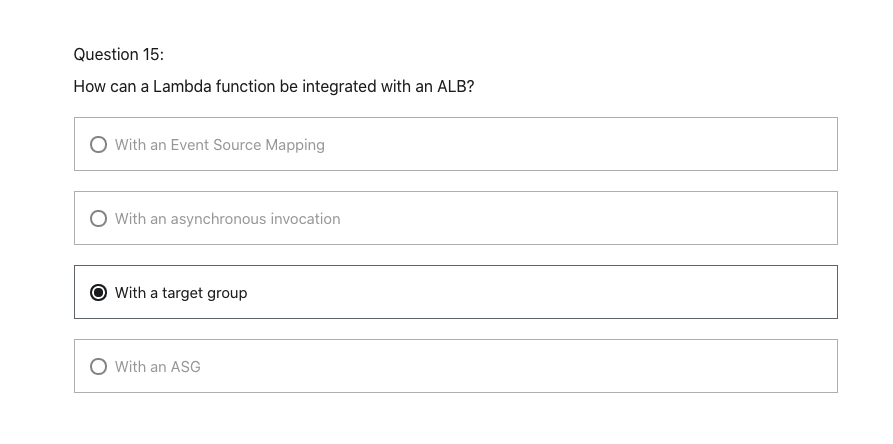 Question 15:
How can a Lambda function be integrated with an ALB?
With an Event Source Mapping
With an asynchronous invocation
With a target group
With an ASG